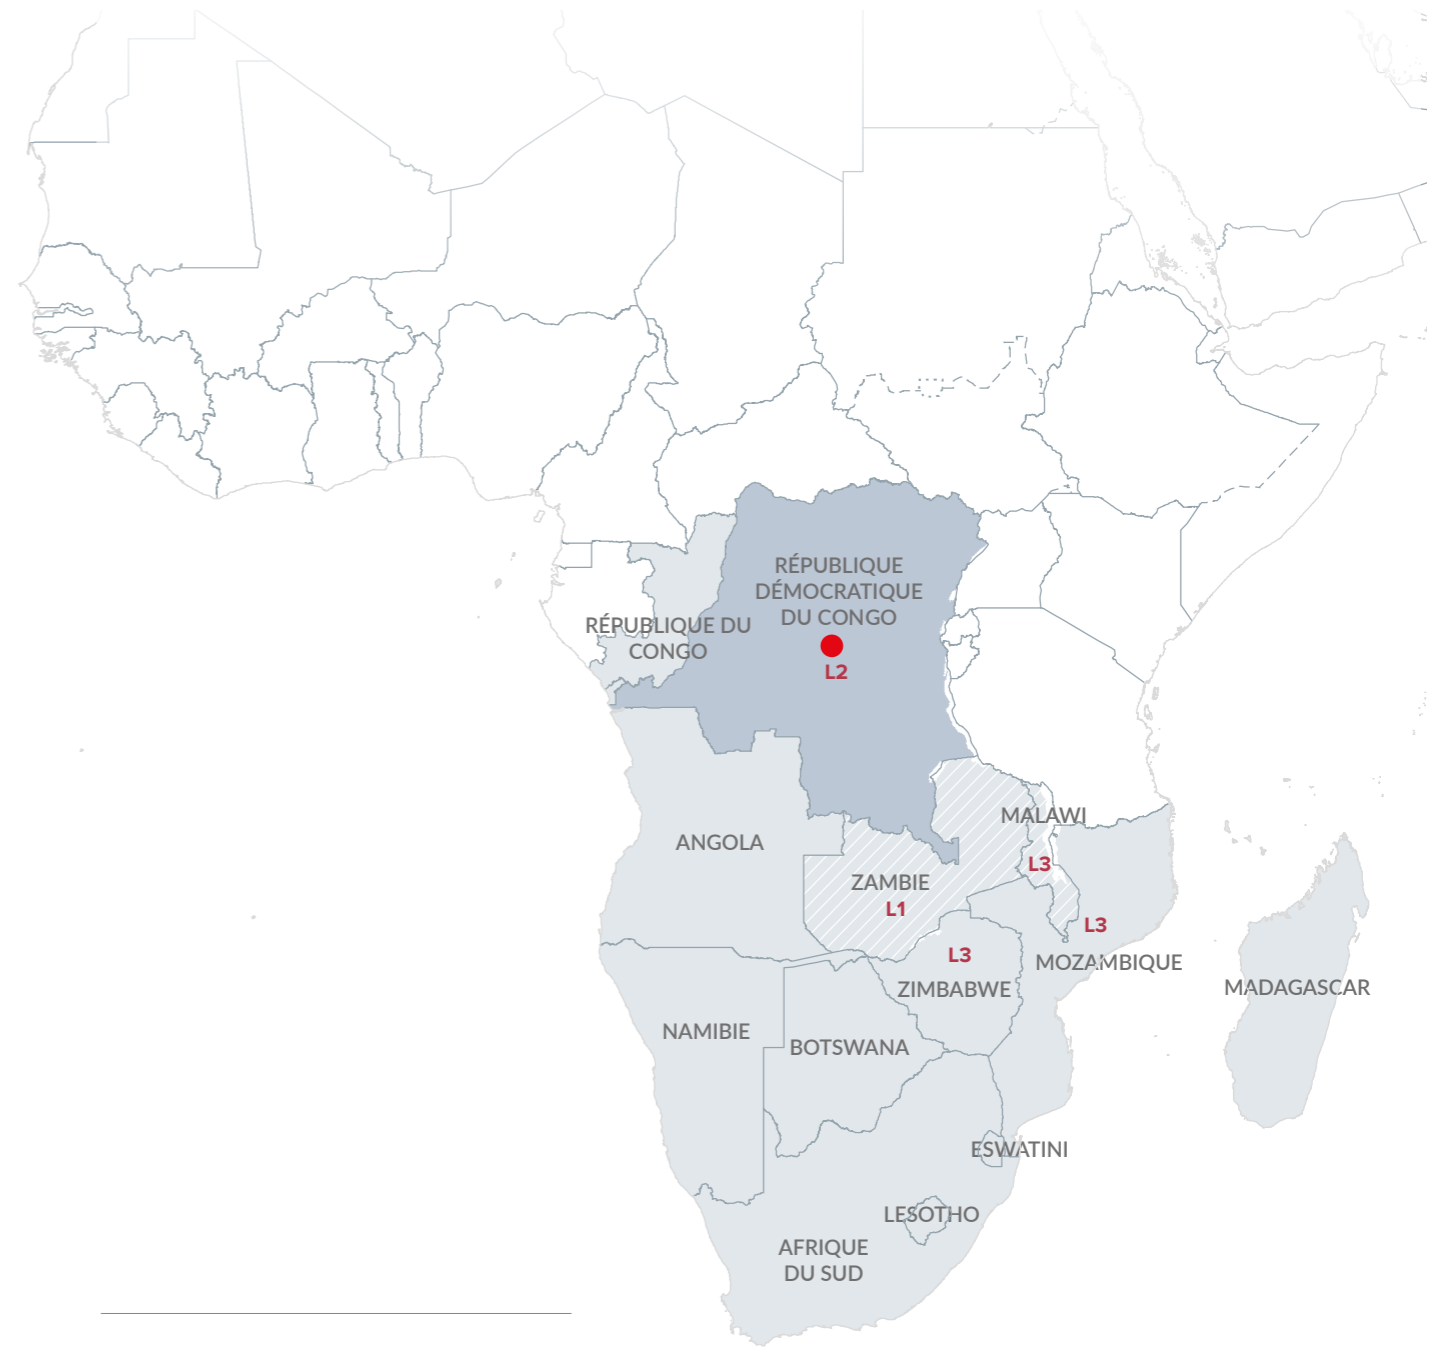 RÉPUBLIQUE
DÉMOCRATIQUE
DU CONGO
L2
RÉPUBLIQUE DU
CONGO
MALAWI
L3
ANGOLA
ZAMBIE
L1
L3
MOZAMBIQUE
L3
ZIMBABWE
MADAGASCAR
NAMIBIE
BOTSWANA
ESWATINI
LESOTHO
AFRIQUE
DU SUD